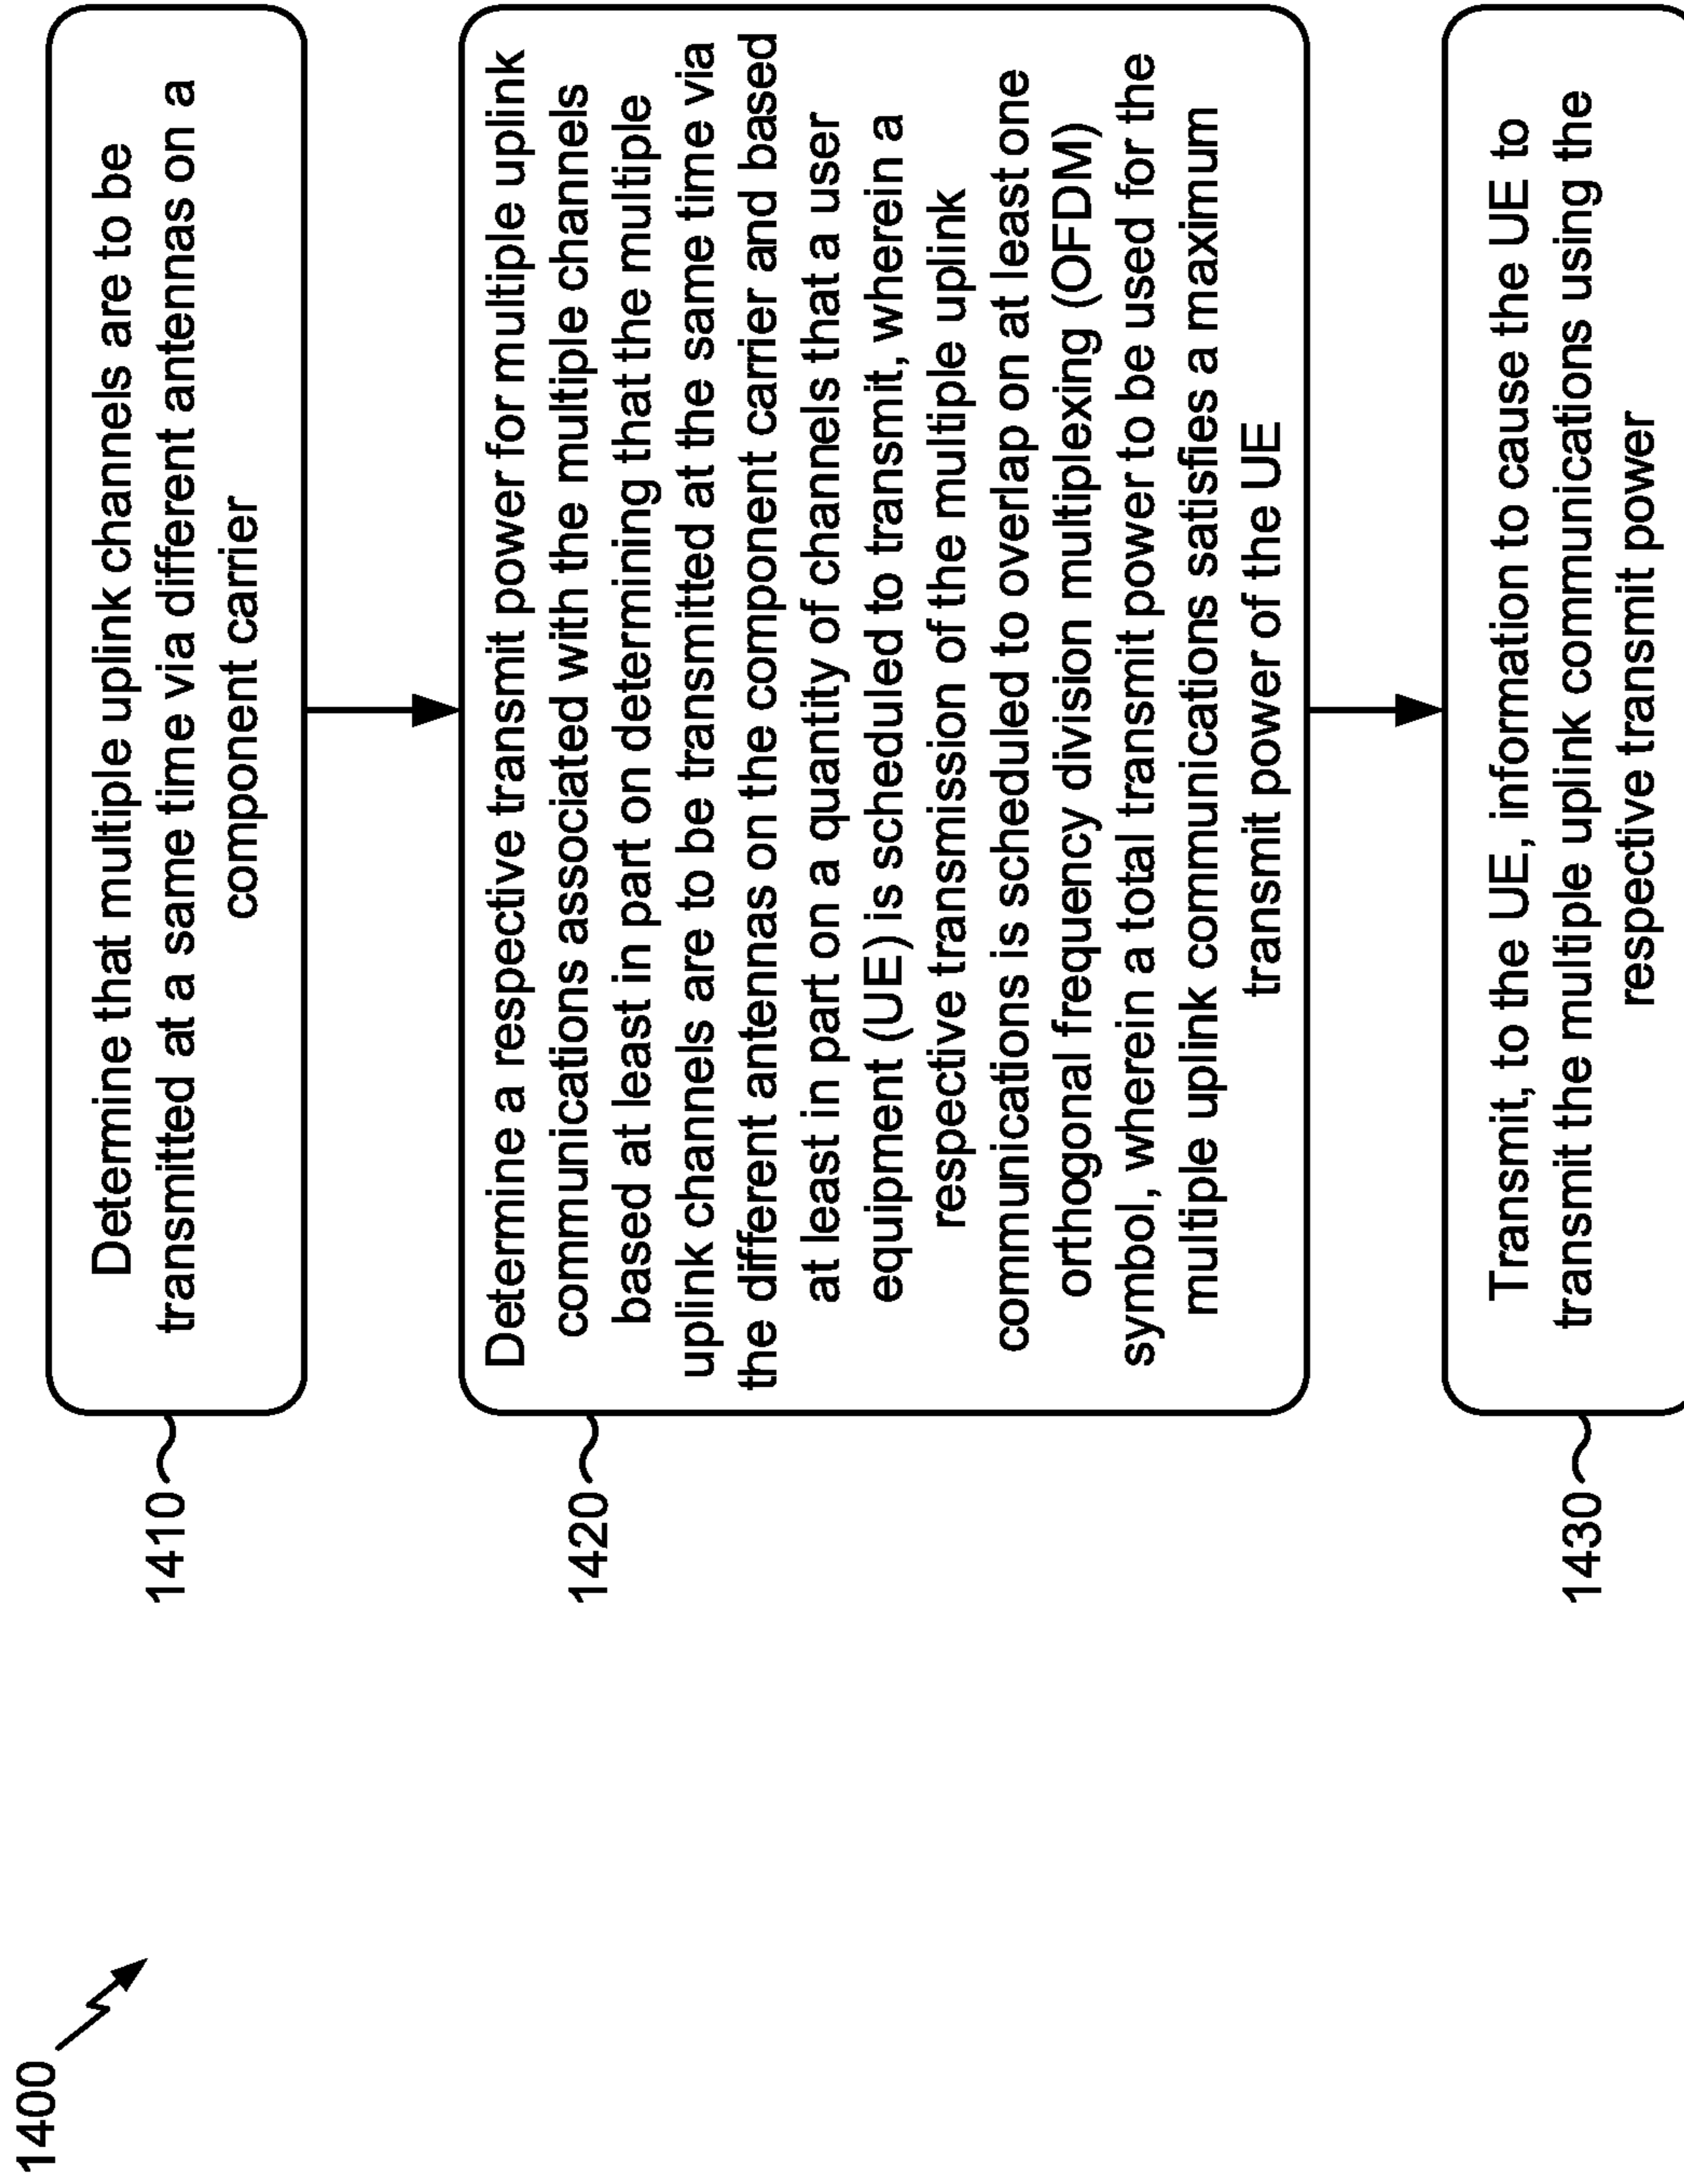 1400
1410
Determine that multiple uplink channels are to be
transmitted at a same time via different antennas on a
component carrier
1420
Determine a respective transmit power for multiple uplink
communications associated with the multiple channels
based at least in part on determining that the multiple
uplink channels are to be transmitted at the same time via
the different antennas on the component carrier and based
at least in part on a quantity of channels that a user
equipment (UE) is scheduled to transmit, wherein a
respective transmission of the multiple uplink
communications is scheduled to overlap on at least one
orthogonal frequency division multiplexing (OFDM)
symbol, wherein a total transmit power to be used for the
multiple uplink communications satisfies a maximum
transmit power of the UE
1430
Transmit, to the UE, information to cause the UE to
transmit the multiple uplink communications using the
respective transmit power